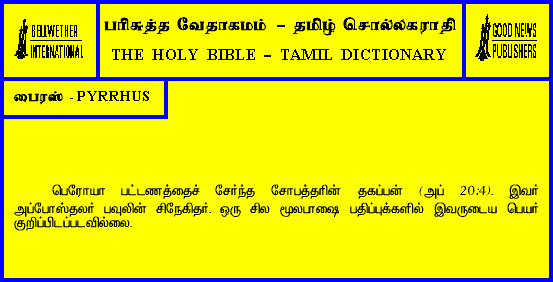 BELLWETHER
INTERNATIONAL
பரிசுத்த வேதாகமம் – தமிழ் சொல்லகராதி
THE HOLY BIBLE – TAMIL DICTIONARY
GOOD NEWS
PUBLISHERS
பைரஸ் - PYRRHUS
பெரோயா பட்டணத்தைச் சேர்ந்த சோபத்தரின் தகப்பன் (அப் 20:4). இவர்
அப்போஸ்தலர் பவுலின் சிநேகிதர். ஒரு சில மூலபாஷை பதிப்புக்களில் இவருடைய பெயர்
குறிப்பிடப்படவில்லை.